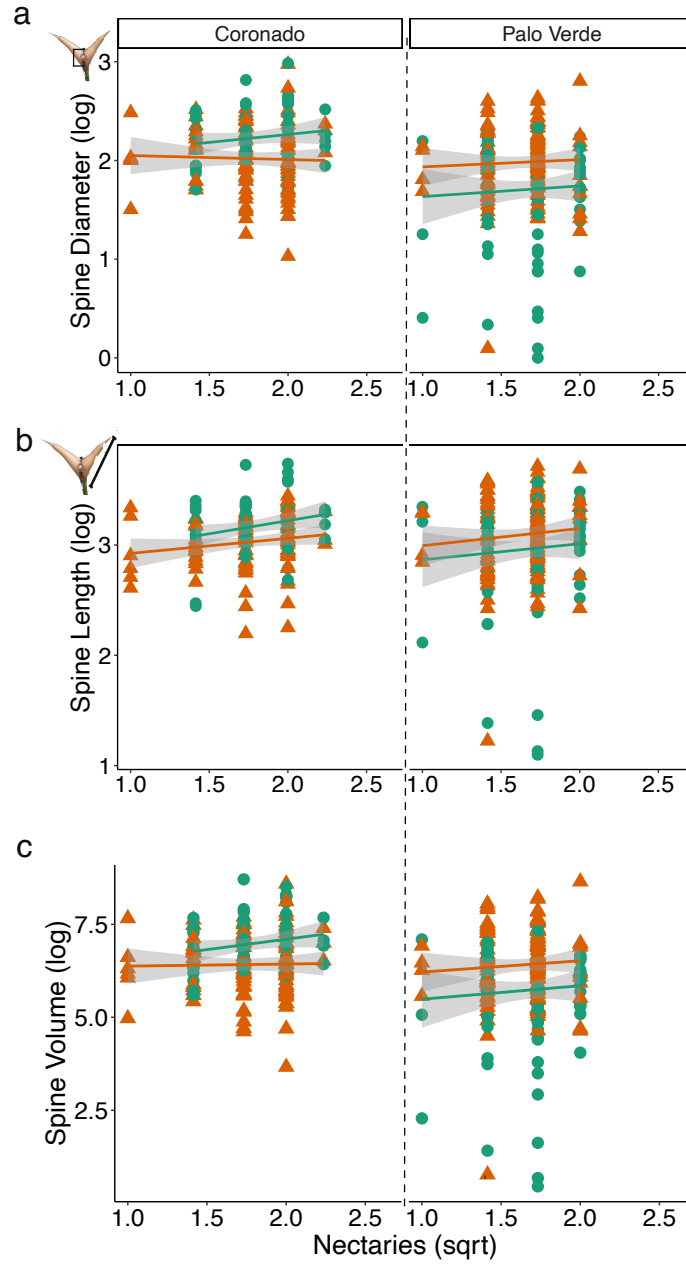 a
Coronado
Palo Verde
Spine Diameter (log)
3
2
1
0
1.0 1.5 2.0 2.5 1.0 1.5 2.0 2.5
b
Spine Length (log)
3
2
1
1.0 1.5 2.0 2.5 1.0 1.5 2.0 2.5
c
Spine Volume (log)
7.5
5.0
2.5
1.0 1.5 2.0 2.5 1.0 1.5 2.0 2.5
Nectaries (sqrt)